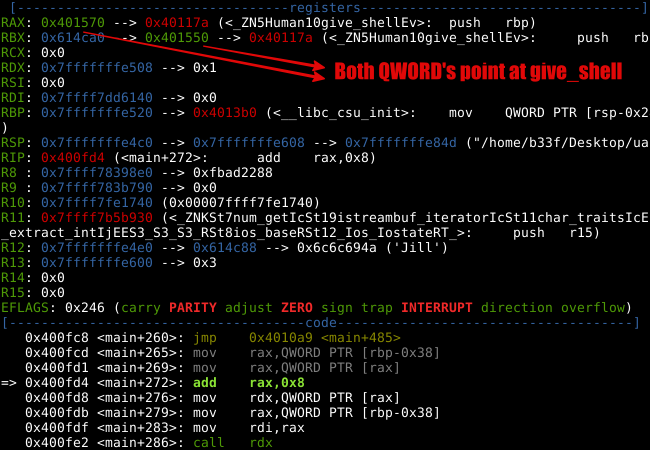 [----------------------------------registers-----------------------------------]
RAX: 0x401570 --> 0x40117a (<_ZN5Human10give_shellEv>: push rbp)
RBX: 0x614ca0 --> 0x401550 --> 0x40117a (<_ZN5Human10give_shellEv>: push rb
RCX: 0x0
RDX: 0x7fffffffe508 --> 0x1
Both QWORD's point at give_shell
RSI: 0x0
RDI: 0x7ffff7dd6140 --> 0x0
RBP: 0x7fffffffe520 --> 0x4013b0 (<__libc_csu_init>: mov QWORD PTR [rsp-0x2
)
RSP: 0x7fffffffe4c0 --> 0x7fffffffe608 --> 0x7fffffffe84d ("/home/b33f/Desktop/ua
RIP: 0x400fd4 (<main+272>: add rax,0x8)
R8 : 0x7ffff78398e0 --> 0xfbad2288
R9 : 0x7ffff783b790 --> 0x0
R10: 0x7ffff7fe1740 (0x00007ffff7fe1740)
R11: 0x7ffff7b5b930 (<_ZNKSt7num_getIcSt19istreambuf_iteratorIcSt11char_traitsIcE
_extract_intIjEES3_S3_S3_RSt8ios_baseRSt12_Ios_IostateRT_>: push r15)
R12: 0x7fffffffe4e0 --> 0x614c88 --> 0x6c6c694a ('Jill')
R13: 0x7fffffffe600 --> 0x3
R14: 0x0
R15: 0x0
EFLAGS: 0x246 (carry PARITY adjust ZERO sign trap INTERRUPT direction overflow)
[-------------------------------------code-------------------------------------]
0x400fc8 <main+260>: jmp 0x4010a9 <main+485>
0x400fcd <main+265>: mov rax,QWORD PTR [rbp-0x38]
0x400fd1 <main+269>: mov rax,QWORD PTR [rax]
=> 0x400fd4 <main+272>: add rax,0x8
0x400fd8 <main+276>: mov rdx,QWORD PTR [rax]
0x400fdb <main+279>: mov rax,QWORD PTR [rbp-0x38]
0x400fdf <main+283>: mov rdi,rax
0x400fe2 <main+286>: call rdx